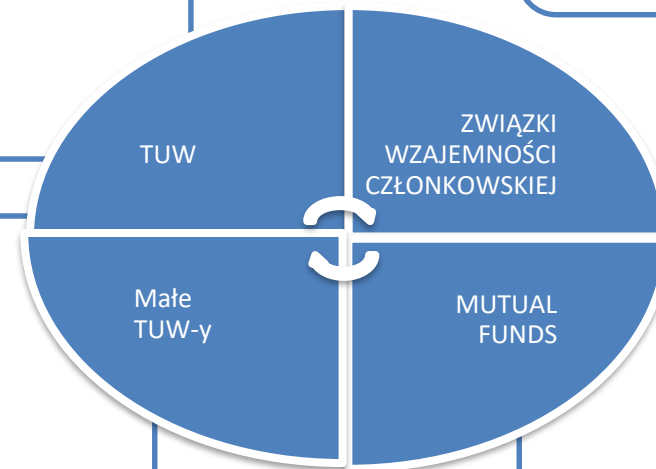 TUW
ZWIĄZKI
WZAJEMNOŚCI
CZŁONKOWSKIEJ
Małe
TUW-y
MUTUAL
FUNDS